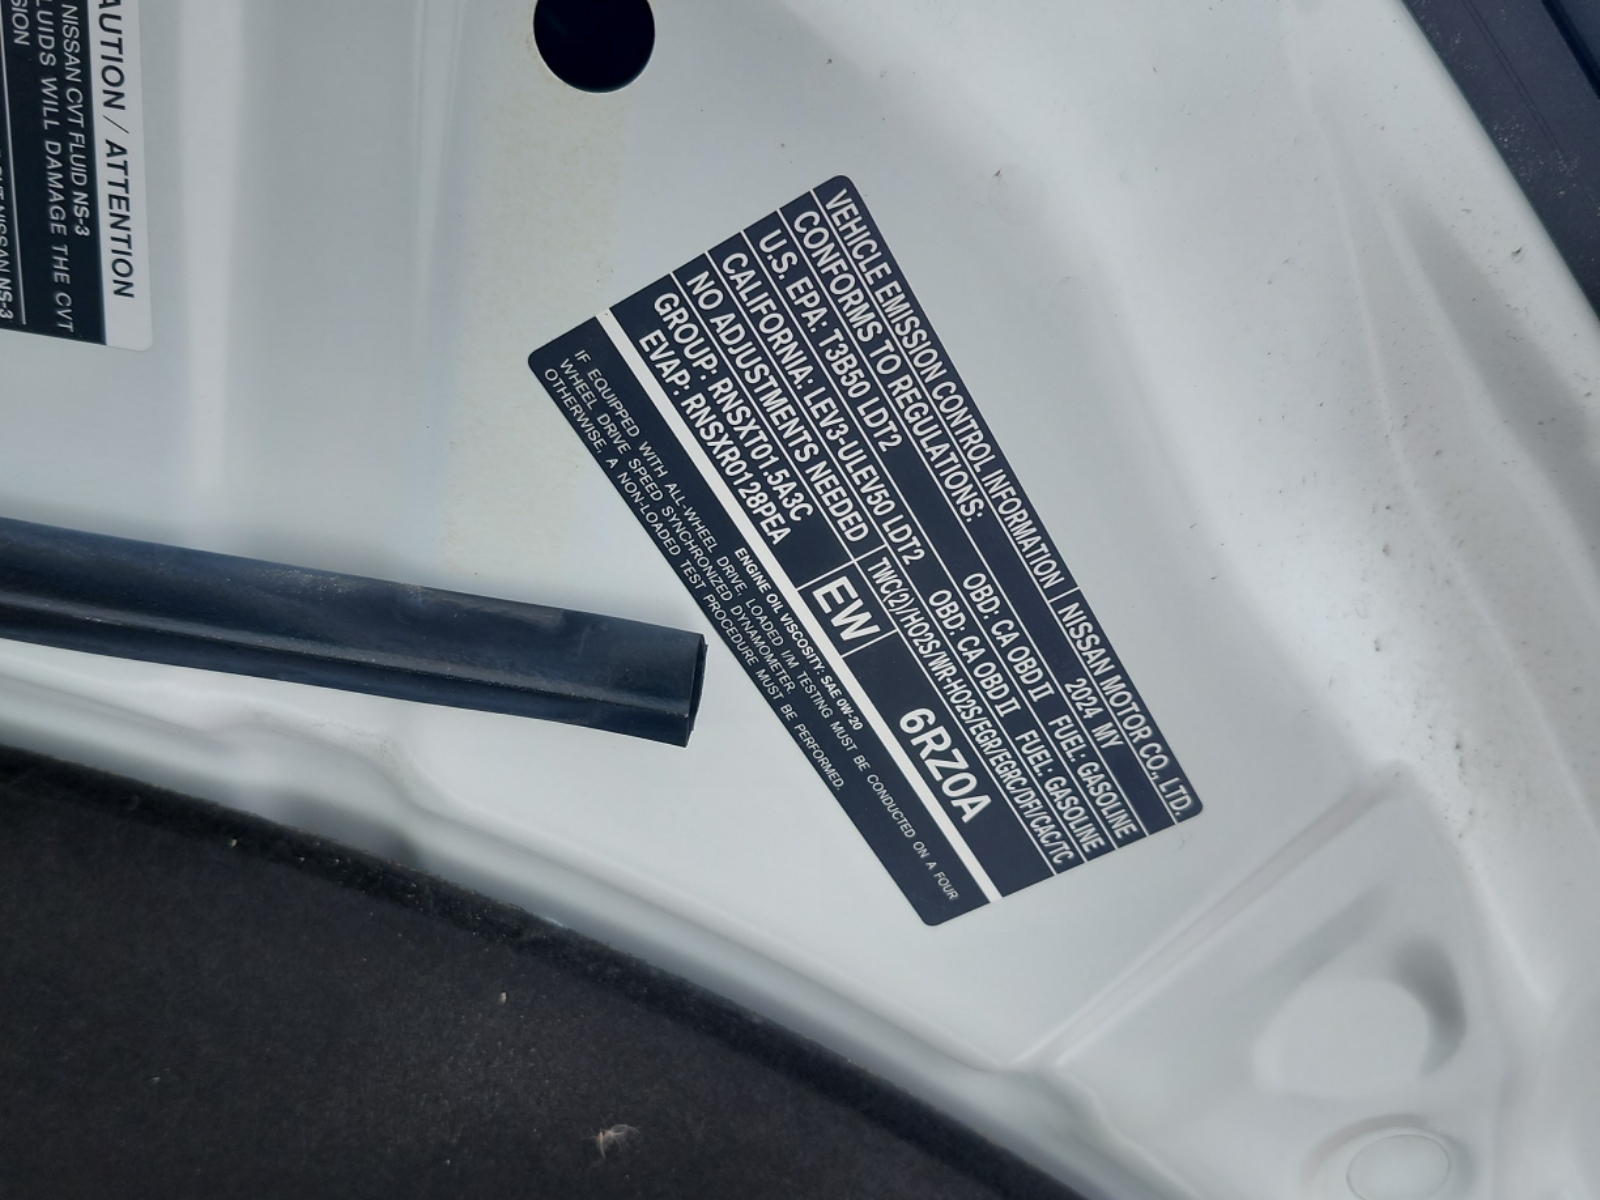 AUTION / ATTENTION
NISSAN CVT FLUID NS-3
LUIDS WILL DAMAGE THE CVT
SION
NISSAN NS-3
VEHICLE EMISSION CONTROL INFORMATION NISSAN MOTOR CO., LTD.
CONFORMS TO REGULATIONS: 2024 MY
U.S. EPA: T3B50 LDT2 OBD: CA OBD II FUEL: GASOLINE
CALIFORNIA: LEV3-ULEV50 LDT2 OBD: CA OBD II FUEL: GASOLINE
NO ADJUSTMENTS NEEDED TWC(2)/HO2S/WR-HO2S/EGR/EGRC/DFI/CAC/TC
GROUP: RNSXT01.5A3C
EVAP: RNSXR0128PEA
EW 6RZ0A
ENGINE OIL VISCOSITY: SAE 0W-20
IF EQUIPPED WITH ALL-WHEEL DRIVE, LOADED I/M TESTING MUST BE CONDUCTED ON A FOUR
WHEEL DRIVE SPEED SYNCHRONIZED DYNAMOMETER.
OTHERWISE, A NON-LOADED TEST PROCEDURE MUST BE PERFORMED.